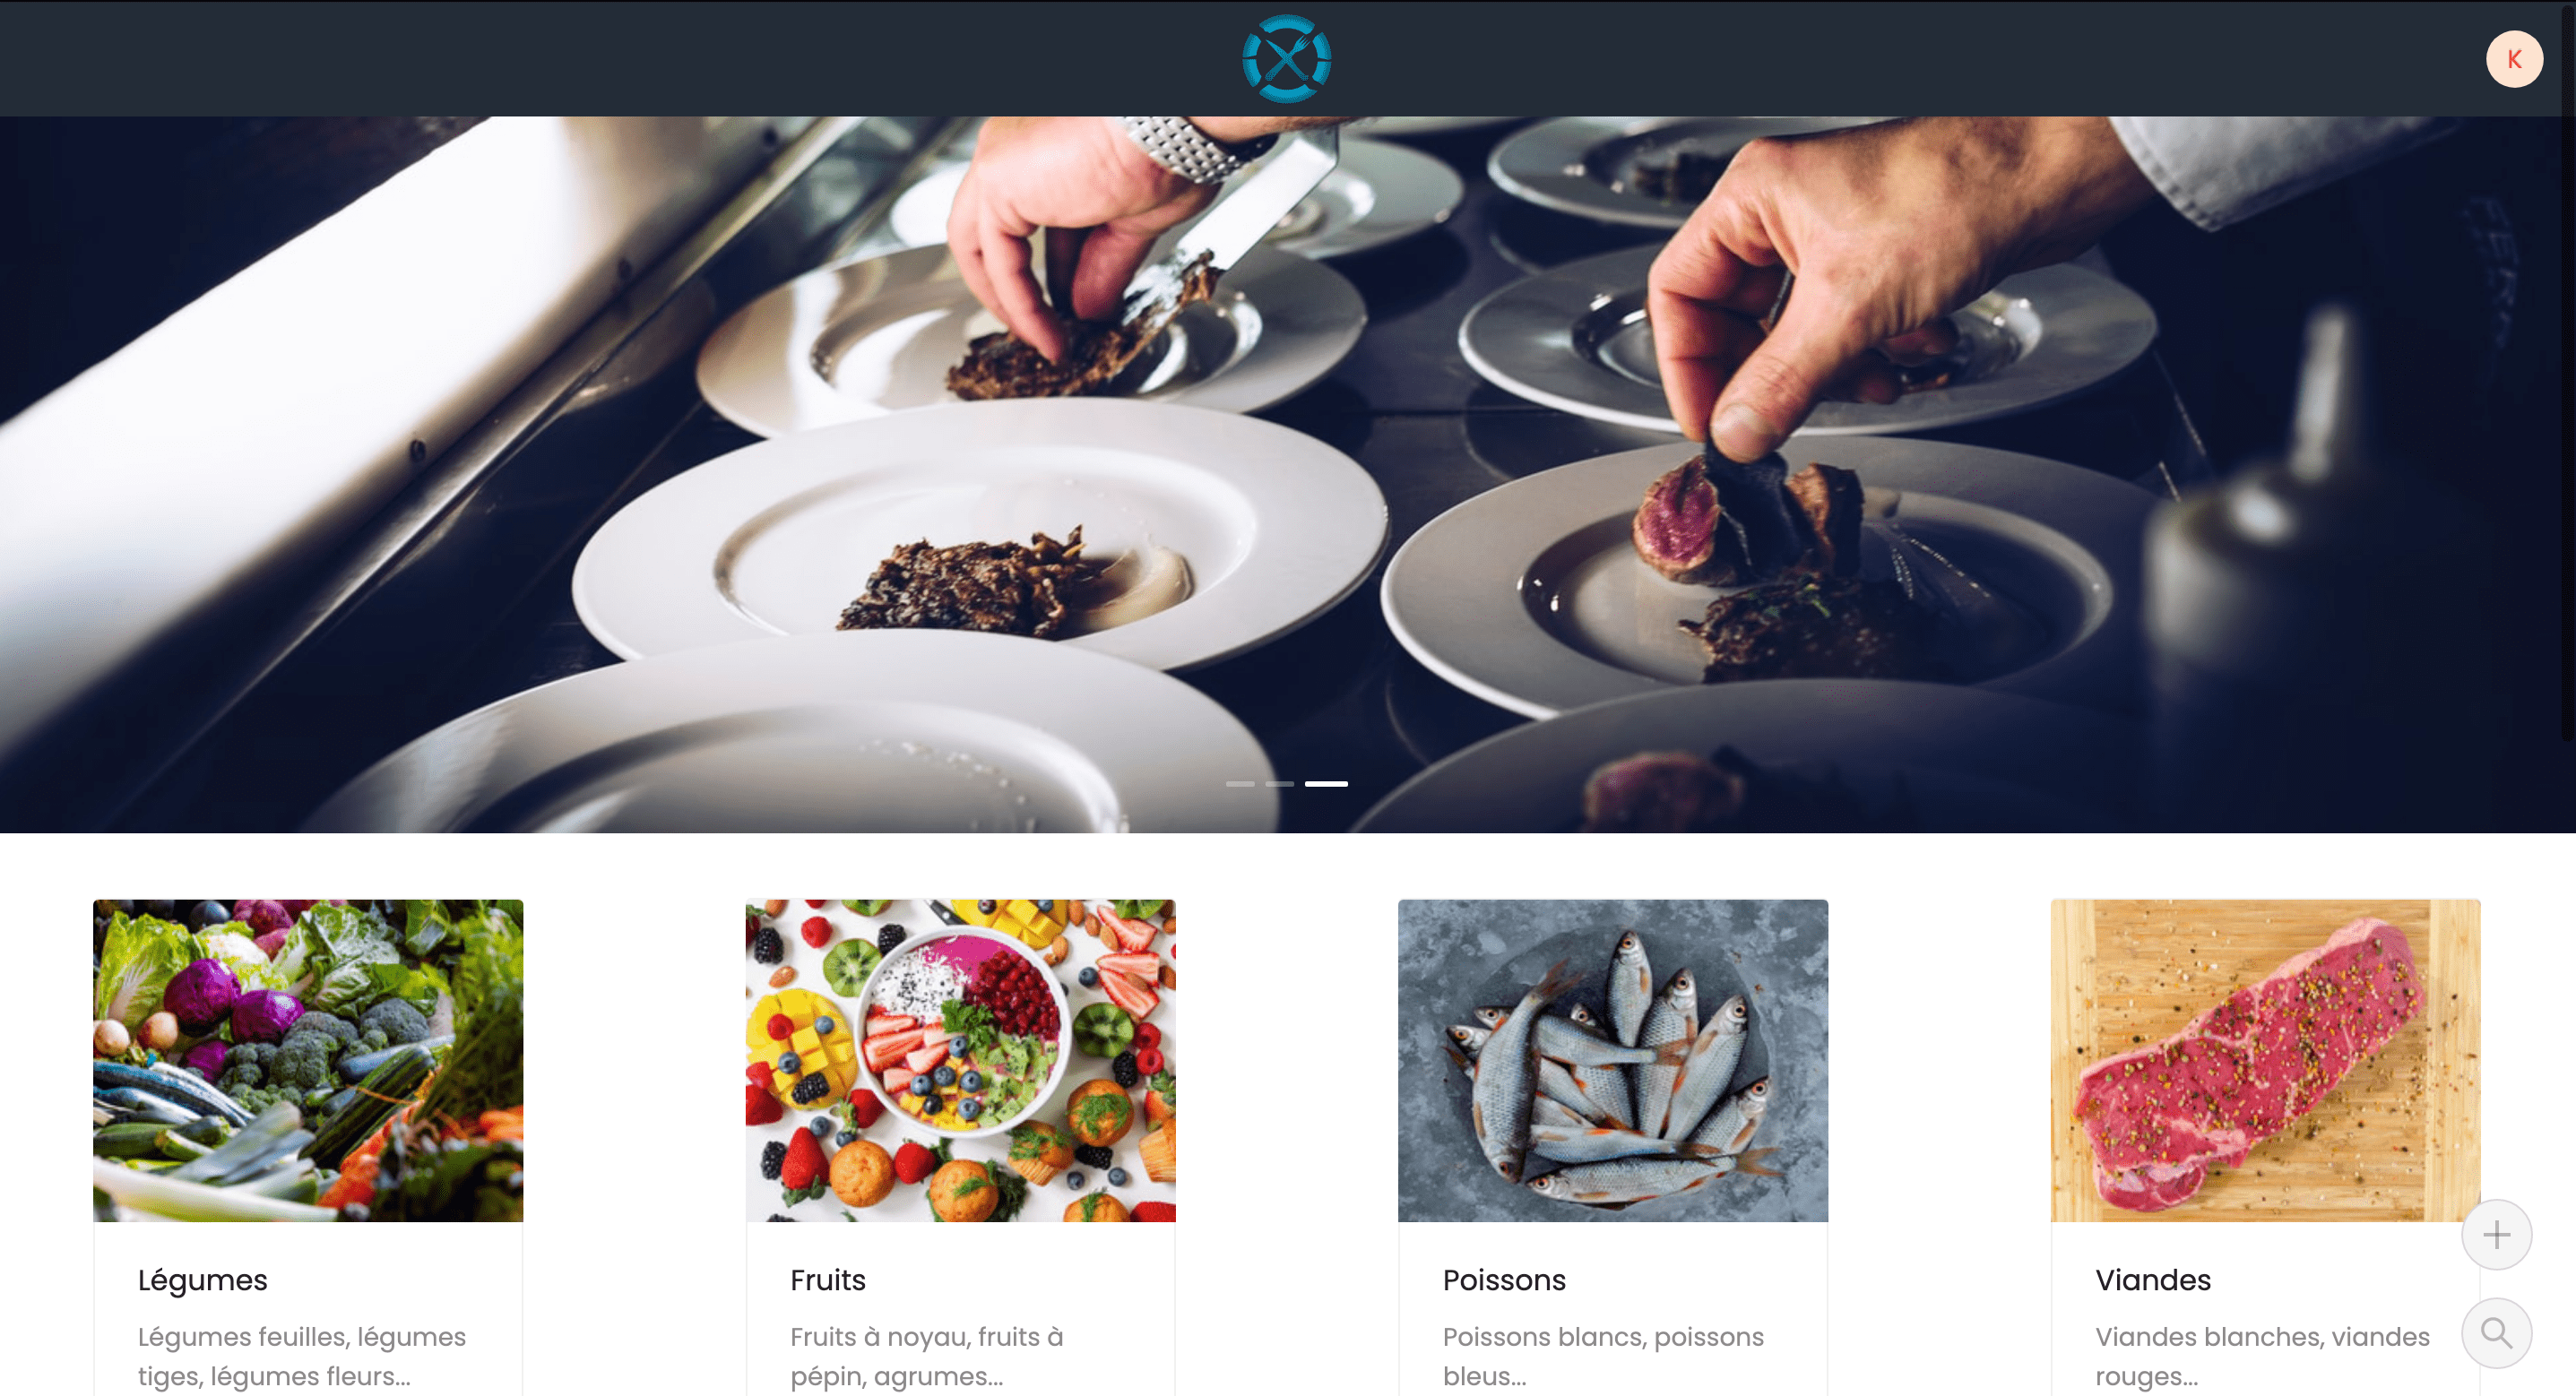 K
Légumes
Légumes feuilles, légumes
tiges, légumes fleurs...
Fruits
Fruits à noyau, fruits à
pépin, agrumes...
Poissons
Poissons blancs, poissons
bleus...
Viandes
Viandes blanches, viandes
rouges...